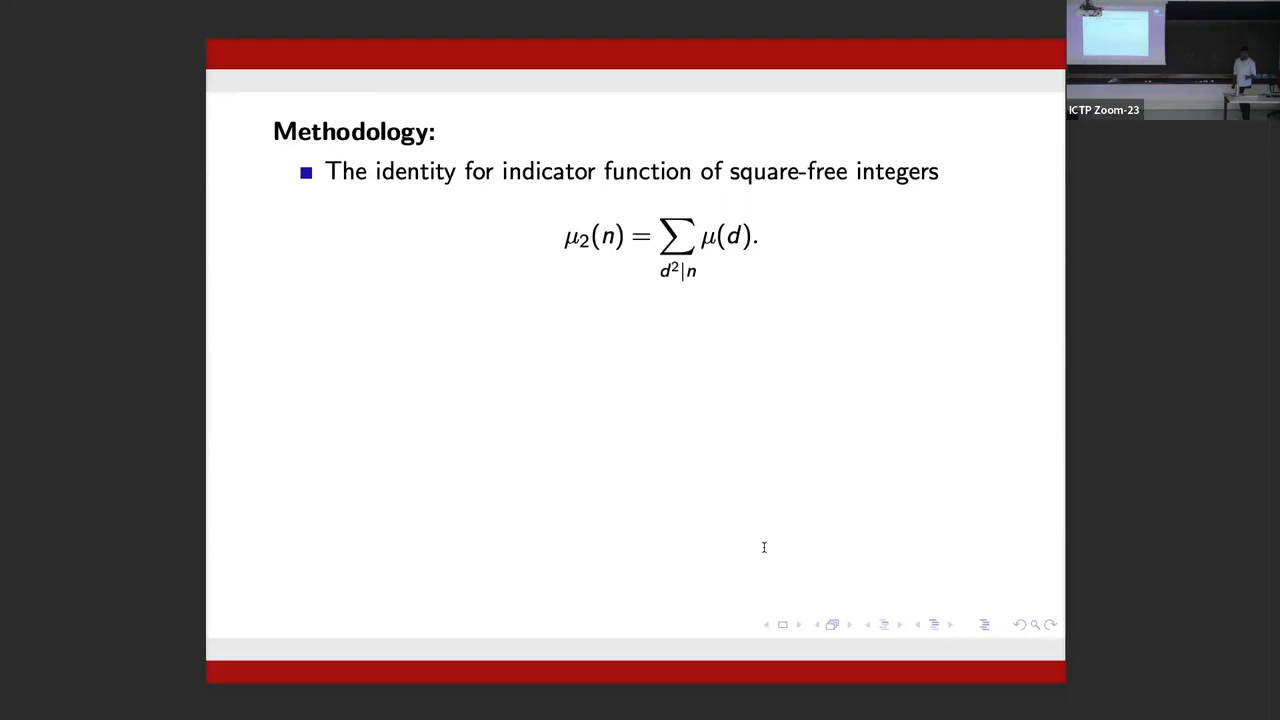 Methodology:
The identity for indicator function of square-free integers
μ₂(n) = ∑ μ(d).
d²|n
ICTP Zoom-23